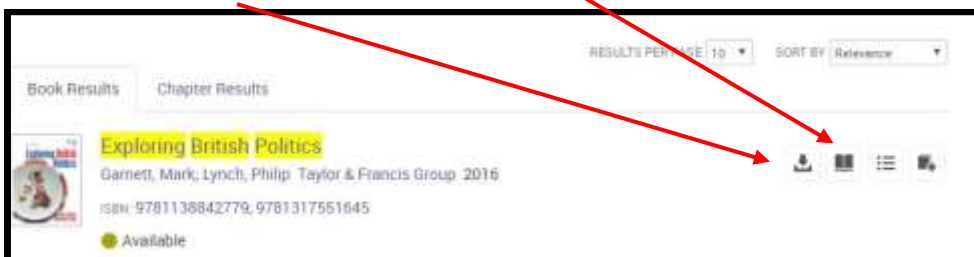 RESULTS PER PAGE 10 SORT BY Relevance
Book Results Chapter Results
Exploring British Politics
Garnett, Mark; Lynch, Philip Taylor & Francis Group 2016
ISBN: 9781138842779, 9781317551645
Available